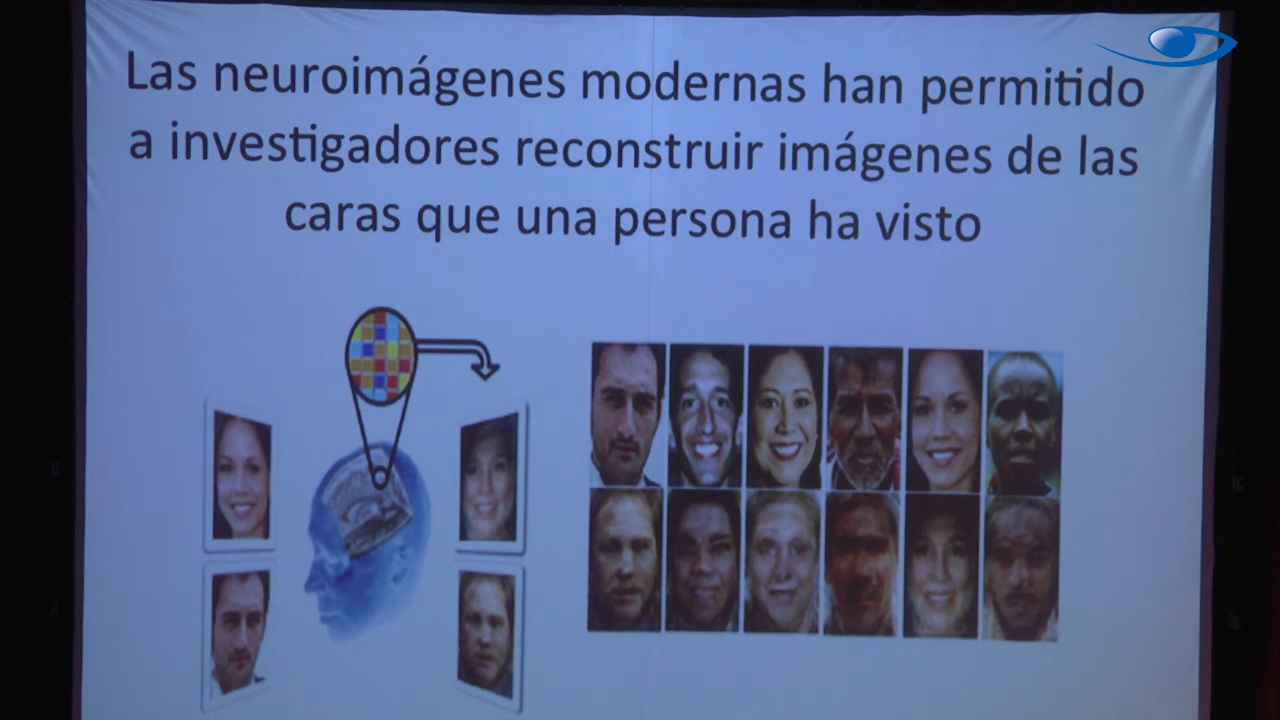 Las neuroimágenes modernas han permitido
a investigadores reconstruir imágenes de las
caras que una persona ha visto